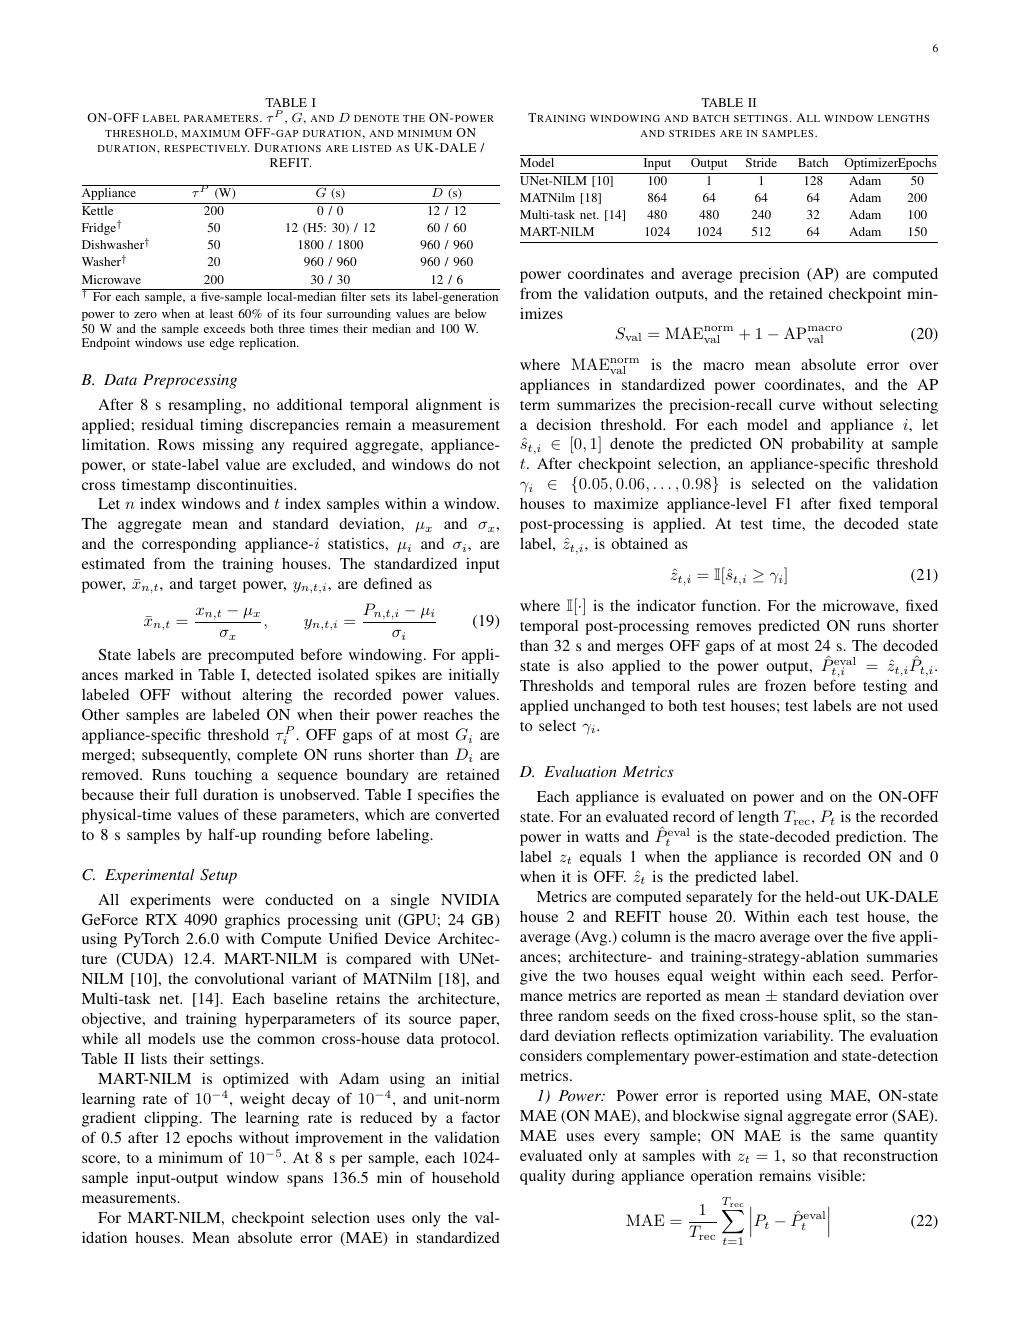 6
TABLE I
ON-OFF LABEL PARAMETERS. τ^P, G, AND D DENOTE THE ON-POWER
THRESHOLD, MAXIMUM OFF-GAP DURATION, AND MINIMUM ON
DURATION, RESPECTIVELY. DURATIONS ARE LISTED AS UK-DALE /
REFIT.
Appliance τ^P (W) G (s) D (s)
Kettle 200 0 / 0 12 / 12
Fridge† 50 12 (H5: 30) / 12 60 / 60
Dishwasher† 50 1800 / 1800 960 / 960
Washer† 20 960 / 960 960 / 960
Microwave 200 30 / 30 12 / 6
† For each sample, a five-sample local-median filter sets its label-generation
power to zero when at least 60% of its four surrounding values are below
50 W and the sample exceeds both three times their median and 100 W.
Endpoint windows use edge replication.
B. Data Preprocessing
After 8 s resampling, no additional temporal alignment is
applied; residual timing discrepancies remain a measurement
limitation. Rows missing any required aggregate, appliance-
power, or state-label value are excluded, and windows do not
cross timestamp discontinuities.
Let n index windows and t index samples within a window.
The aggregate mean and standard deviation, μ_x and σ_x,
and the corresponding appliance-i statistics, μ_i and σ_i, are
estimated from the training houses. The standardized input
power, x̄_{n,t}, and target power, y_{n,t,i}, are defined as
x̄_{n,t} = (x_{n,t} − μ_x) / σ_x, y_{n,t,i} = (P_{n,t,i} − μ_i) / σ_i (19)
State labels are precomputed before windowing. For appli-
ances marked in Table I, detected isolated spikes are initially
labeled OFF without altering the recorded power values.
Other samples are labeled ON when their power reaches the
appliance-specific threshold τ_i^P. OFF gaps of at most G_i are
merged; subsequently, complete ON runs shorter than D_i are
removed. Runs touching a sequence boundary are retained
because their full duration is unobserved. Table I specifies the
physical-time values of these parameters, which are converted
to 8 s samples by half-up rounding before labeling.
C. Experimental Setup
All experiments were conducted on a single NVIDIA
GeForce RTX 4090 graphics processing unit (GPU; 24 GB)
using PyTorch 2.6.0 with Compute Unified Device Architec-
ture (CUDA) 12.4. MART-NILM is compared with UNet-
NILM [10], the convolutional variant of MATNilm [18], and
Multi-task net. [14]. Each baseline retains the architecture,
objective, and training hyperparameters of its source paper,
while all models use the common cross-house data protocol.
Table II lists their settings.
MART-NILM is optimized with Adam using an initial
learning rate of 10^{−4}, weight decay of 10^{−4}, and unit-norm
gradient clipping. The learning rate is reduced by a factor
of 0.5 after 12 epochs without improvement in the validation
score, to a minimum of 10^{−5}. At 8 s per sample, each 1024-
sample input-output window spans 136.5 min of household
measurements.
For MART-NILM, checkpoint selection uses only the val-
idation houses. Mean absolute error (MAE) in standardized
TABLE II
TRAINING WINDOWING AND BATCH SETTINGS. ALL WINDOW LENGTHS
AND STRIDES ARE IN SAMPLES.
Model Input Output Stride Batch Optimizer Epochs
UNet-NILM [10] 100 1 1 128 Adam 50
MATNilm [18] 864 64 64 64 Adam 200
Multi-task net. [14] 480 480 240 32 Adam 100
MART-NILM 1024 1024 512 64 Adam 150
power coordinates and average precision (AP) are computed
from the validation outputs, and the retained checkpoint min-
imizes
S_val = MAE_val^norm + 1 − AP_val^macro (20)
where MAE_val^norm is the macro mean absolute error over
appliances in standardized power coordinates, and the AP
term summarizes the precision-recall curve without selecting
a decision threshold. For each model and appliance i, let
ŝ_{t,i} ∈ [0, 1] denote the predicted ON probability at sample
t. After checkpoint selection, an appliance-specific threshold
γ_i ∈ {0.05, 0.06, . . . , 0.98} is selected on the validation
houses to maximize appliance-level F1 after fixed temporal
post-processing is applied. At test time, the decoded state
label, ẑ_{t,i}, is obtained as
ẑ_{t,i} = 𝕀[ŝ_{t,i} ≥ γ_i] (21)
where 𝕀[·] is the indicator function. For the microwave, fixed
temporal post-processing removes predicted ON runs shorter
than 32 s and merges OFF gaps of at most 24 s. The decoded
state is also applied to the power output, P̂_{t,i}^eval = ẑ_{t,i}P̂_{t,i}.
Thresholds and temporal rules are frozen before testing and
applied unchanged to both test houses; test labels are not used
to select γ_i.
D. Evaluation Metrics
Each appliance is evaluated on power and on the ON-OFF
state. For an evaluated record of length T_rec, P_t is the recorded
power in watts and P̂_t^eval is the state-decoded prediction. The
label z_t equals 1 when the appliance is recorded ON and 0
when it is OFF. ẑ_t is the predicted label.
Metrics are computed separately for the held-out UK-DALE
house 2 and REFIT house 20. Within each test house, the
average (Avg.) column is the macro average over the five appli-
ances; architecture- and training-strategy-ablation summaries
give the two houses equal weight within each seed. Perfor-
mance metrics are reported as mean ± standard deviation over
three random seeds on the fixed cross-house split, so the stan-
dard deviation reflects optimization variability. The evaluation
considers complementary power-estimation and state-detection
metrics.
1) Power: Power error is reported using MAE, ON-state
MAE (ON MAE), and blockwise signal aggregate error (SAE).
MAE uses every sample; ON MAE is the same quantity
evaluated only at samples with z_t = 1, so that reconstruction
quality during appliance operation remains visible:
MAE = (1 / T_rec) ∑_{t=1}^{T_rec} |P_t − P̂_t^eval| (22)